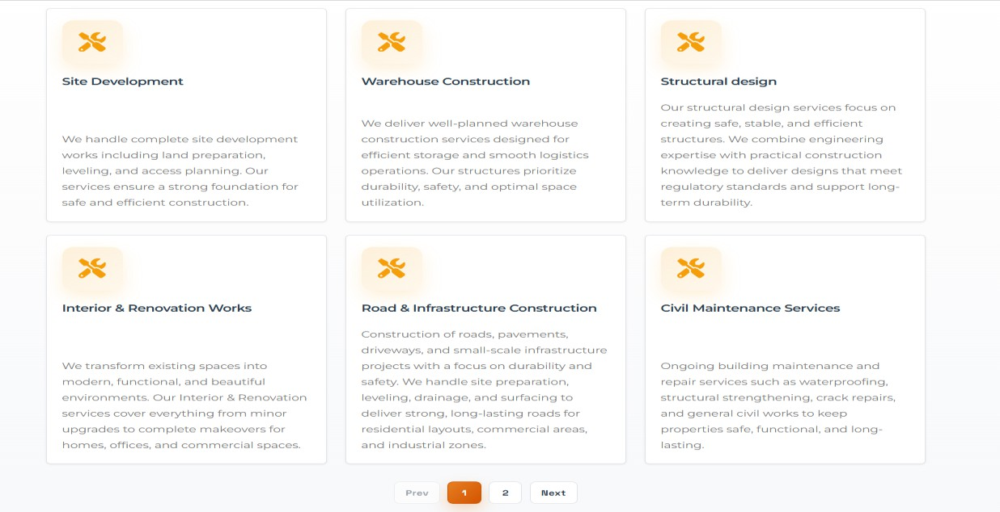 Site Development
We handle complete site development
works including land preparation,
leveling, and access planning. Our
services ensure a strong foundation for
safe and efficient construction.
Warehouse Construction
We deliver well-planned warehouse
construction services designed for
efficient storage and smooth logistics
operations. Our structures prioritize
durability, safety, and optimal space
utilization.
Structural design
Our structural design services focus on
creating safe, stable, and efficient
structures. We combine engineering
expertise with practical construction
knowledge to deliver designs that meet
regulatory standards and support long-
term durability.
Interior & Renovation Works
We transform existing spaces into
modern, functional, and beautiful
environments. Our Interior & Renovation
services cover everything from minor
upgrades to complete makeovers for
homes, offices, and commercial spaces.
Road & Infrastructure Construction
Construction of roads, pavements,
driveways, and small-scale infrastructure
projects with a focus on durability and
safety. We handle site preparation,
leveling, drainage, and surfacing to
deliver strong, long-lasting roads for
residential layouts, commercial areas,
and industrial zones.
Civil Maintenance Services
Ongoing building maintenance and
repair services such as waterproofing,
structural strengthening, crack repairs,
and general civil works to keep
properties safe, functional, and long-
lasting.
Prev 1 2 Next